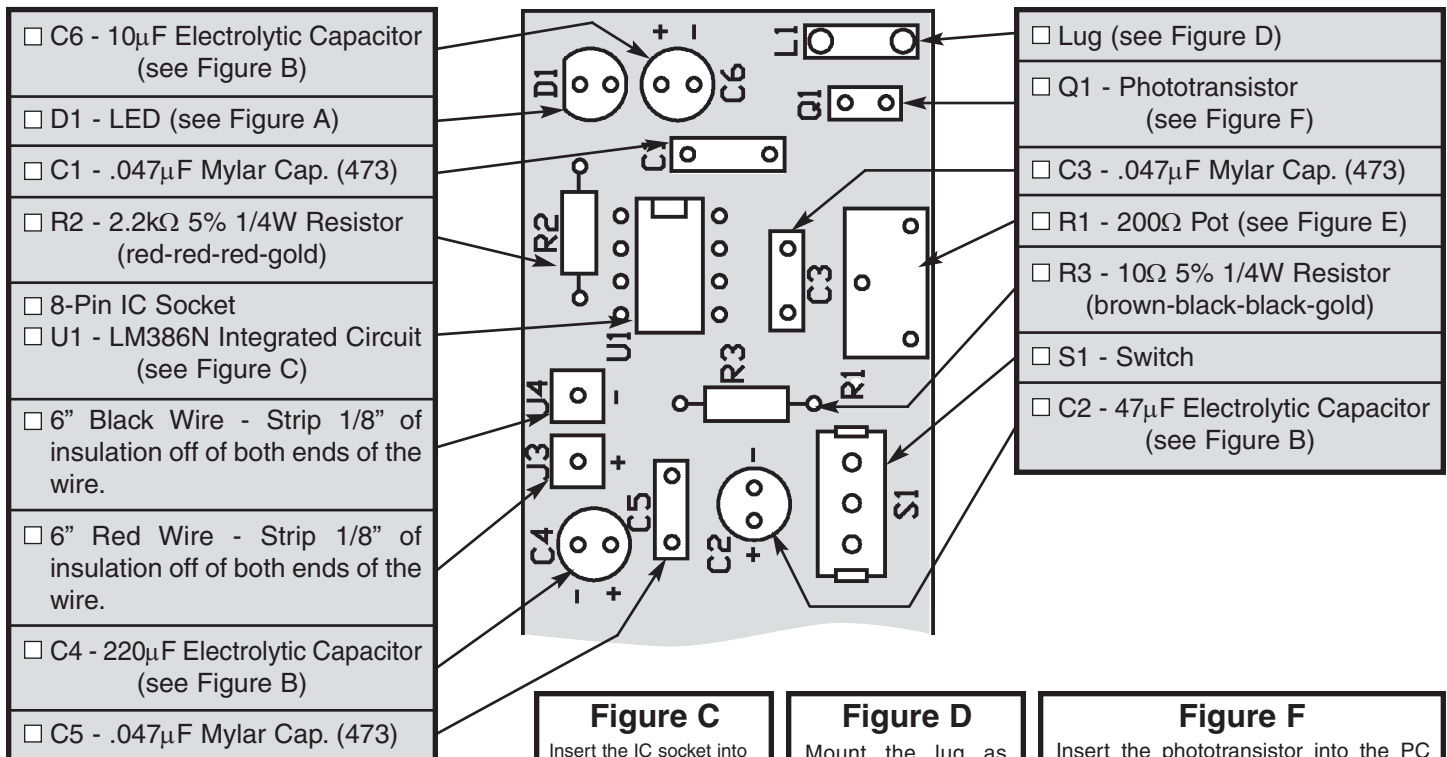 ☐ C6 - 10µF Electrolytic Capacitor
(see Figure B)
☐ D1 - LED (see Figure A)
☐ C1 - .047µF Mylar Cap. (473)
☐ R2 - 2.2kΩ 5% 1/4W Resistor
(red-red-red-gold)
☐ 8-Pin IC Socket
☐ U1 - LM386N Integrated Circuit
(see Figure C)
☐ 6” Black Wire - Strip 1/8” of
insulation off of both ends of the
wire.
☐ 6” Red Wire - Strip 1/8” of
insulation off of both ends of the
wire.
☐ C4 - 220µF Electrolytic Capacitor
(see Figure B)
☐ C5 - .047µF Mylar Cap. (473)
+ -
L1
D1
C6
Q1
R2
C3
U1
R3
R1
-
+
C5
-
C4
C2
S1
+
- +
☐ Lug (see Figure D)
☐ Q1 - Phototransistor
(see Figure F)
☐ C3 - .047µF Mylar Cap. (473)
☐ R1 - 200Ω Pot (see Figure E)
☐ R3 - 10Ω 5% 1/4W Resistor
(brown-black-black-gold)
☐ S1 - Switch
☐ C2 - 47µF Electrolytic Capacitor
(see Figure B)
Figure C
Insert the IC socket into
Figure D
Mount the lug as
Figure F
Insert the phototransistor into the PC